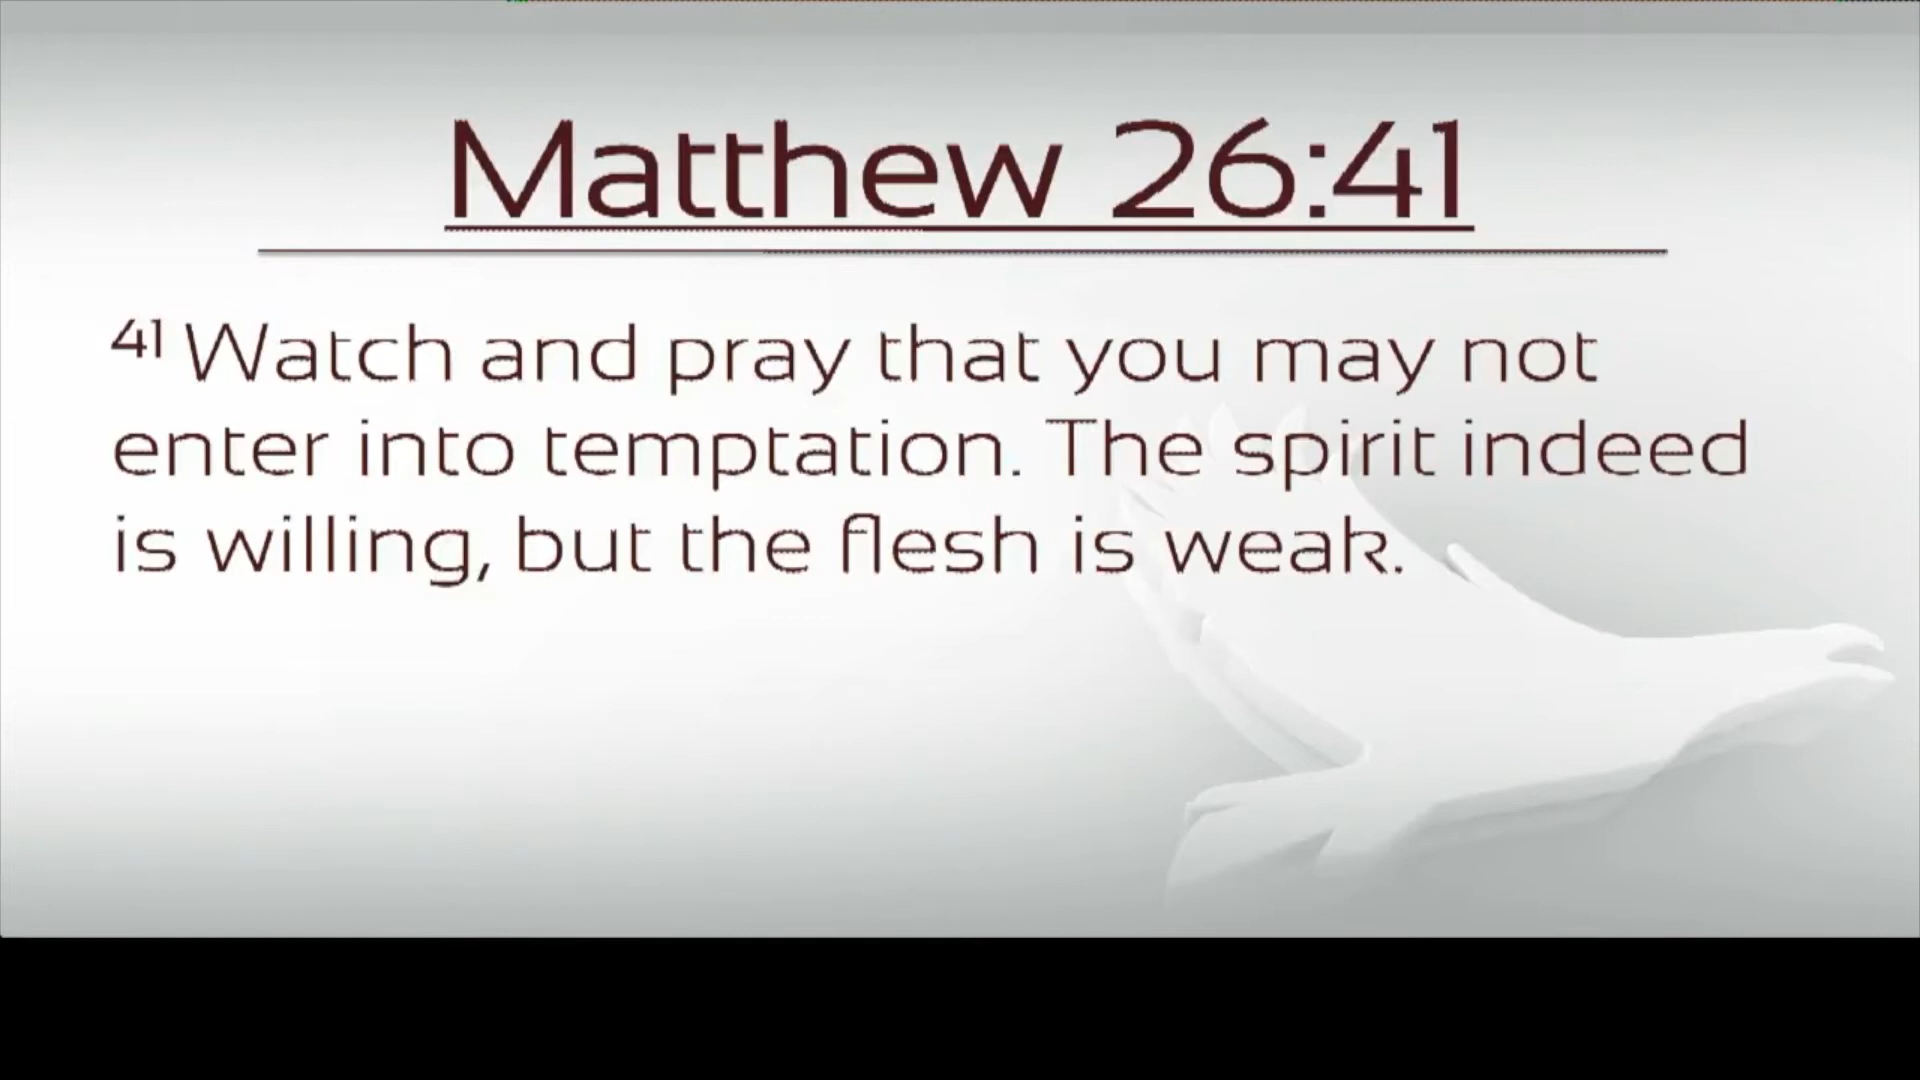 Matthew 26:41
41 Watch and pray that you may not
enter into temptation. The spirit indeed
is willing, but the flesh is weak.